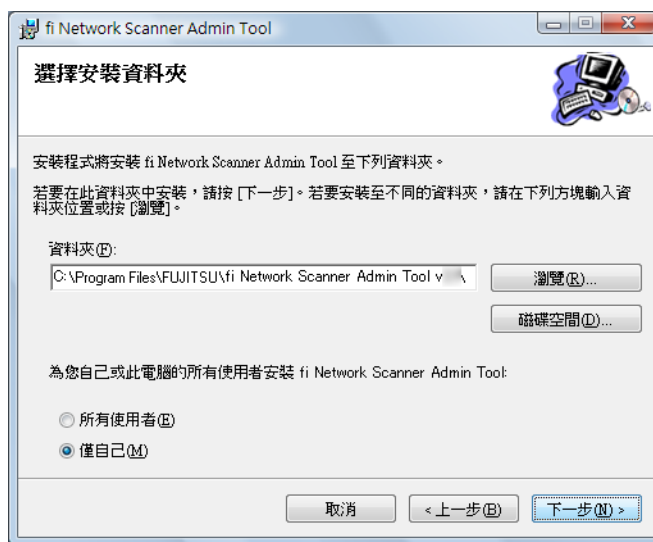 fi Network Scanner Admin Tool
選擇安裝資料夾
安裝程式將安裝 fi Network Scanner Admin Tool 至下列資料夾。
若要在此資料夾中安裝，請按 [下一步]。若要安裝至不同的資料夾，請在下列方塊輸入資
料夾位置或按 [瀏覽]。
資料夾(F):
C:\Program Files\FUJITSU\fi Network Scanner Admin Tool v \
瀏覽(R)...
磁碟空間(D)...
為您自己或此電腦的所有使用者安裝 fi Network Scanner Admin Tool:
所有使用者(E)
僅自己(M)
取消
<上一步(B)
下一步(N) >